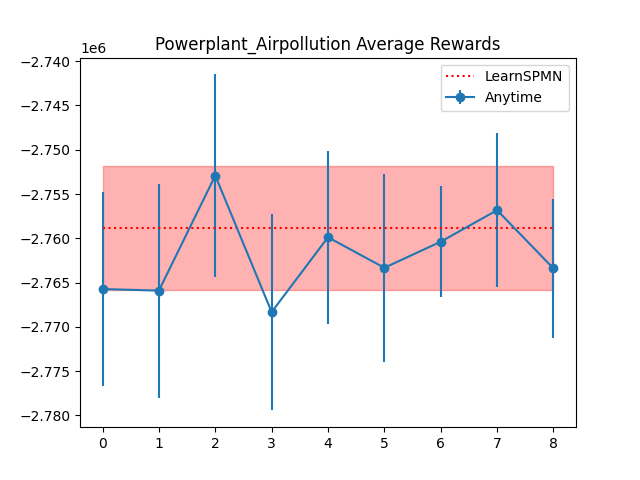 Powerplant_Airpollution Average Rewards
1e6
−2.740
−2.745
−2.750
−2.755
−2.760
−2.765
−2.770
−2.775
−2.780
LearnSPMN
Anytime
0 1 2 3 4 5 6 7 8